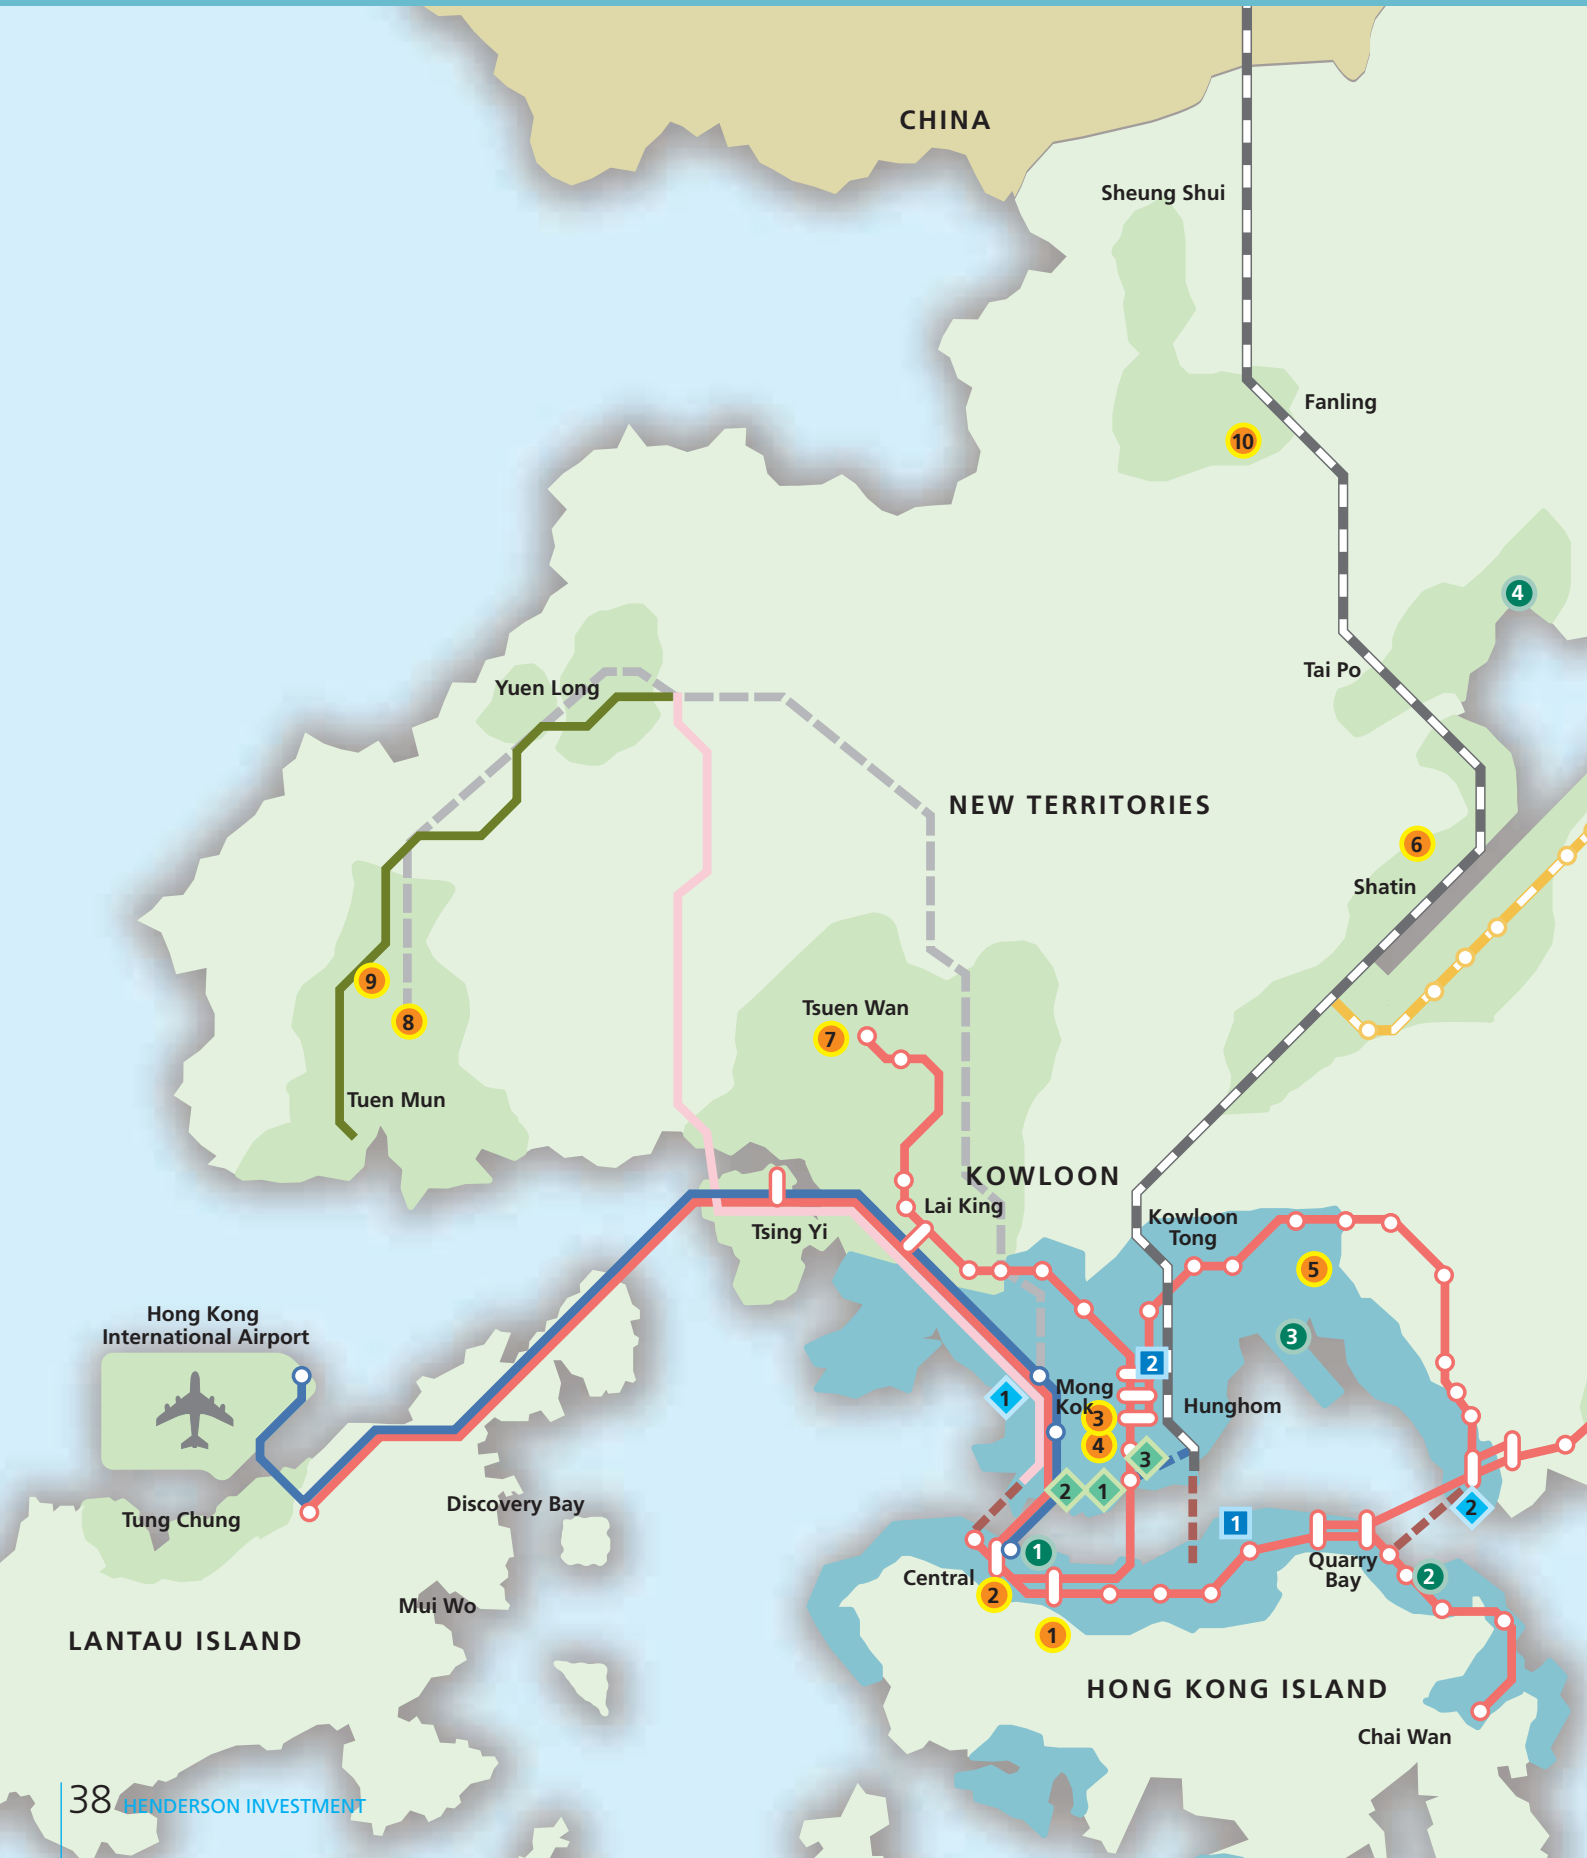 CHINA
Sheung Shui
Fanling
10
4
Tai Po
Yuen Long
NEW TERRITORIES
6
Shatin
9
8
Tsuen Wan
7
Tuen Mun
KOWLOON
Lai King
Tsing Yi
Kowloon
Tong
5
Hong Kong
International Airport
3
2
1
Mong
Kok
3
4
Hunghom
3
2
1
Discovery Bay
Tung Chung
1
2
1
Quarry
Bay
2
Central
2
Mui Wo
1
LANTAU ISLAND
HONG KONG ISLAND
Chai Wan
38 HENDERSON INVESTMENT